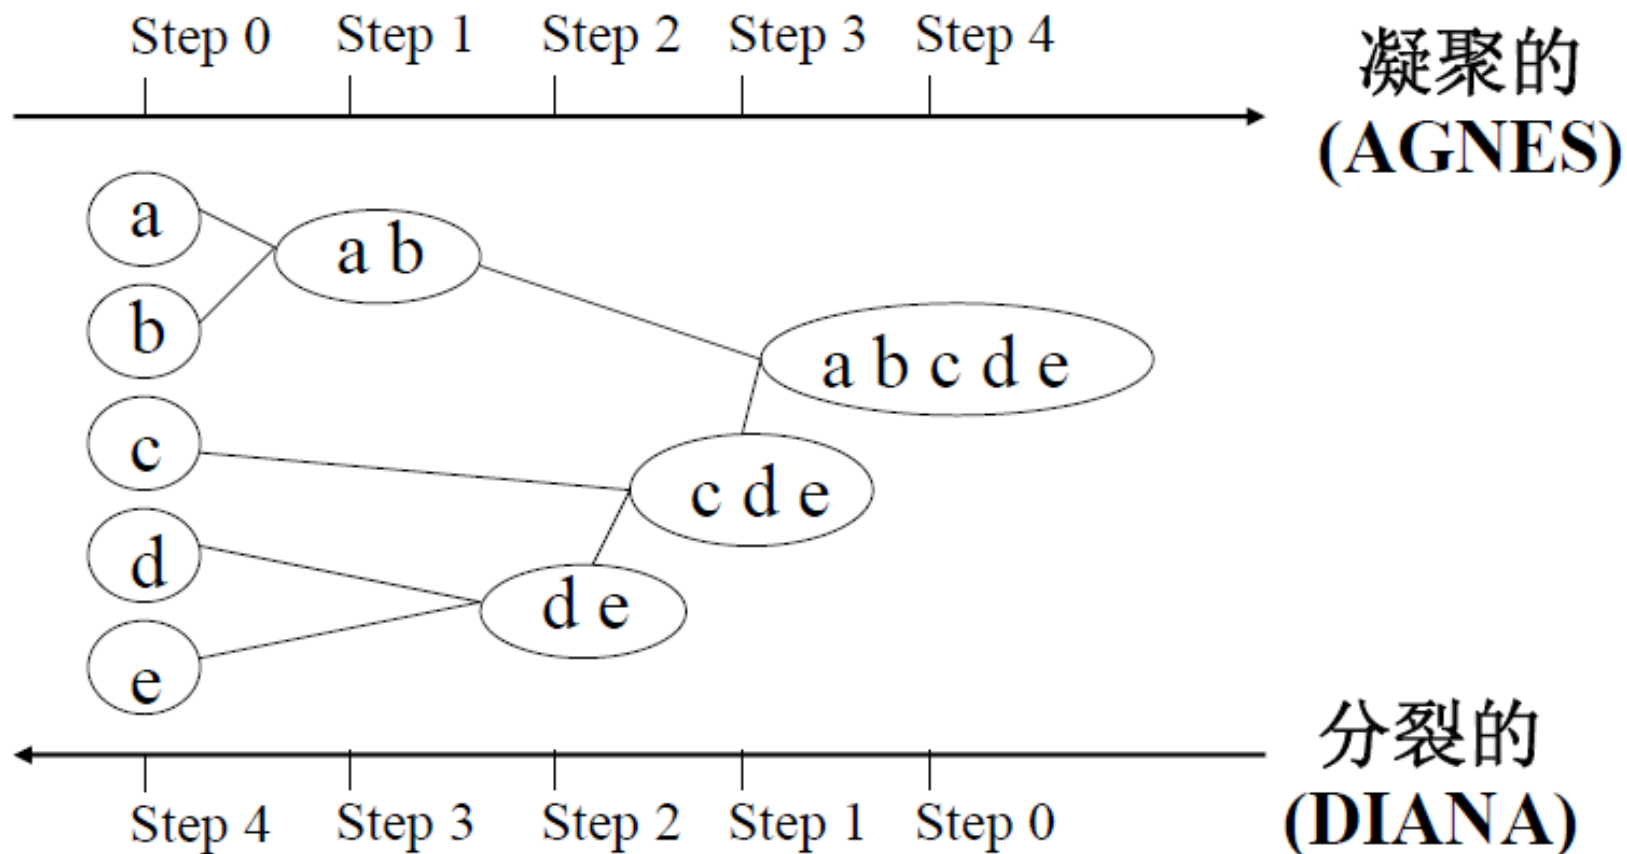 Step 0 Step 1 Step 2 Step 3 Step 4
凝聚的
(AGNES)
a
a b
b
a b c d e
c
c d e
d
d e
e
分裂的
(DIANA)
Step 4 Step 3 Step 2 Step 1 Step 0